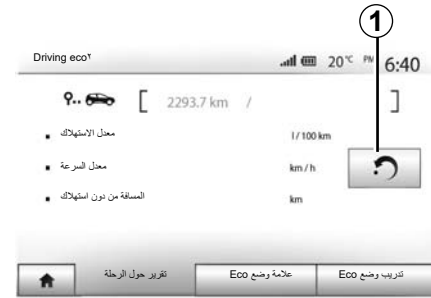 1
Driving eco² 20°C PM 6:40
[ 2293.7 km / ]
معدل الاستهلاك l/100 km
معدل السرعة km/h
المسافة من دون استهلاك km
تقرير حول الرحلة علامة وضع Eco تدريب وضع Eco